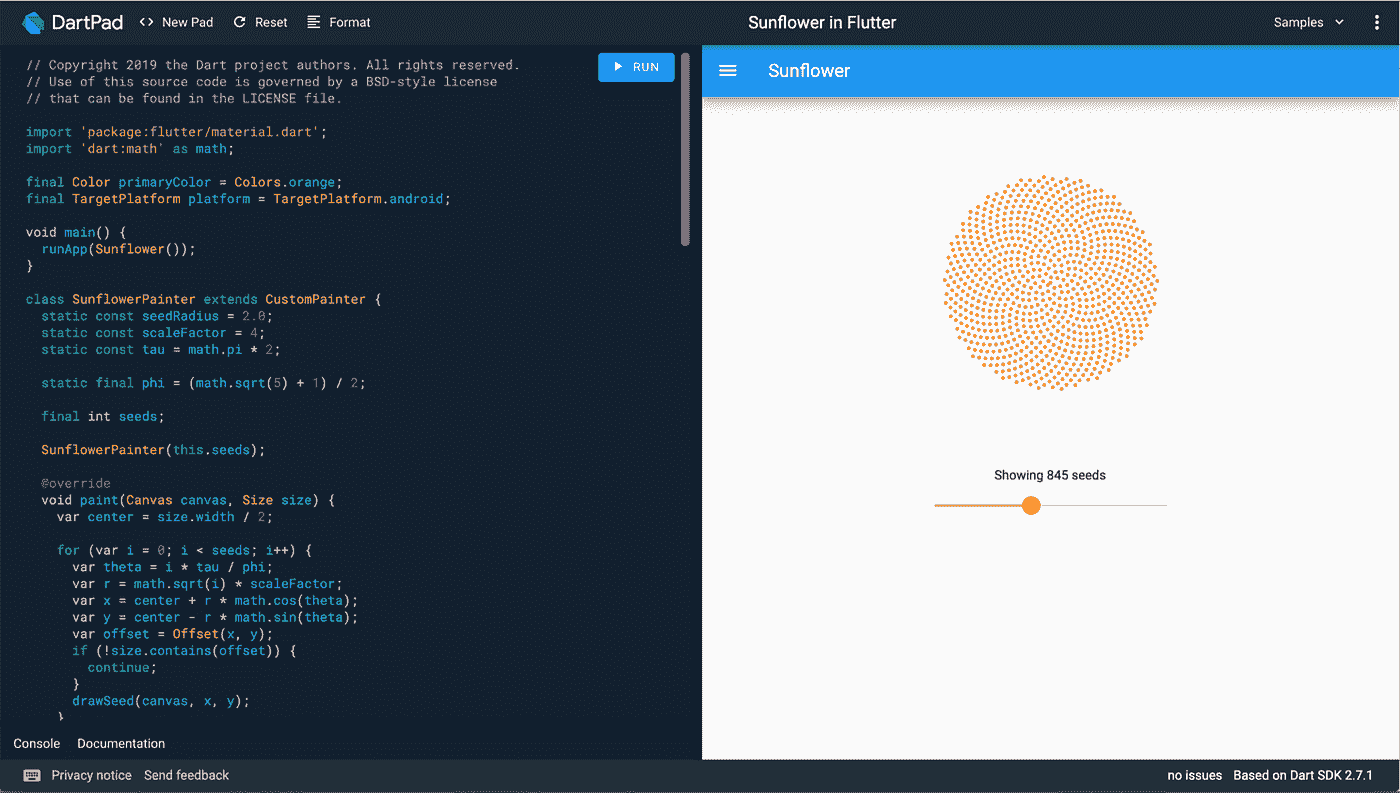 DartPad <> New Pad Reset Format Sunflower in Flutter Samples
RUN
// Copyright 2019 the Dart project authors. All rights reserved.
// Use of this source code is governed by a BSD-style license
// that can be found in the LICENSE file.
import 'package:flutter/material.dart';
import 'dart:math' as math;
final Color primaryColor = Colors.orange;
final TargetPlatform platform = TargetPlatform.android;
void main() {
runApp(Sunflower());
}
class SunflowerPainter extends CustomPainter {
static const seedRadius = 2.0;
static const scaleFactor = 4;
static const tau = math.pi * 2;
static final phi = (math.sqrt(5) + 1) / 2;
final int seeds;
SunflowerPainter(this.seeds);
@override
void paint(Canvas canvas, Size size) {
var center = size.width / 2;
for (var i = 0; i < seeds; i++) {
var theta = i * tau / phi;
var r = math.sqrt(i) * scaleFactor;
var x = center + r * math.cos(theta);
var y = center - r * math.sin(theta);
var offset = Offset(x, y);
if (!size.contains(offset)) {
continue;
}
drawSeed(canvas, x, y);
}
Sunflower
Showing 845 seeds
Console Documentation
Privacy notice Send feedback no issues Based on Dart SDK 2.7.1